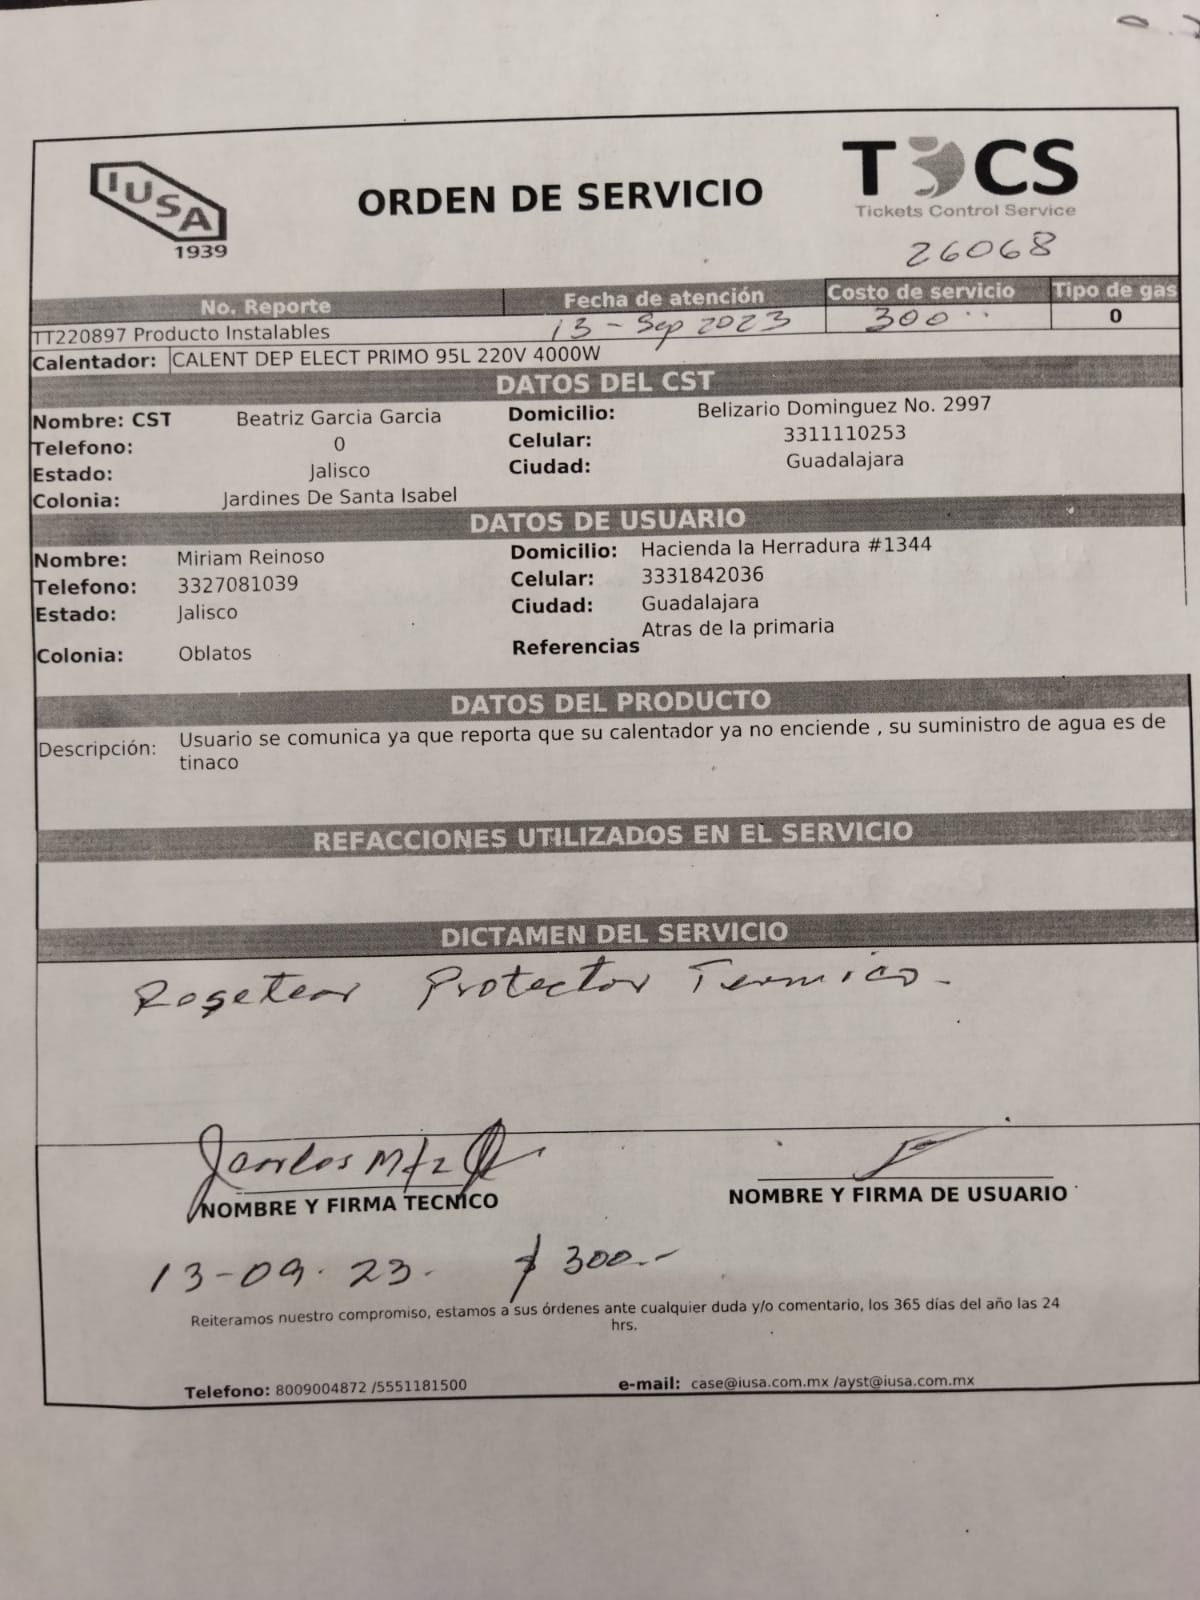 IUSA
1939
ORDEN DE SERVICIO
TCS
Tickets Control Service
26068
No. Reporte Fecha de atención Costo de servicio Tipo de gas
TT220897 Producto Instalables 13 - Sep 2023 300.. 0
Calentador: CALENT DEP ELECT PRIMO 95L 220V 4000W
DATOS DEL CST
Nombre: CST Beatriz Garcia Garcia Domicilio: Belizario Dominguez No. 2997
Telefono: 0 Celular: 3311110253
Estado: Jalisco Ciudad: Guadalajara
Colonia: Jardines De Santa Isabel
DATOS DE USUARIO
Nombre: Miriam Reinoso Domicilio: Hacienda la Herradura #1344
Telefono: 3327081039 Celular: 3331842036
Estado: Jalisco Ciudad: Guadalajara
Colonia: Oblatos Referencias Atras de la primaria
DATOS DEL PRODUCTO
Descripción: Usuario se comunica ya que reporta que su calentador ya no enciende , su suministro de agua es de
tinaco
REFACCIONES UTILIZADOS EN EL SERVICIO
DICTAMEN DEL SERVICIO
Resetear Protector Termico.
Carlos Mtz
NOMBRE Y FIRMA TECNICO NOMBRE Y FIRMA DE USUARIO
13-09.23. $ 300.-
Reiteramos nuestro compromiso, estamos a sus órdenes ante cualquier duda y/o comentario, los 365 días del año las 24
hrs.
Telefono: 8009004872 /5551181500 e-mail: case@iusa.com.mx /ayst@iusa.com.mx